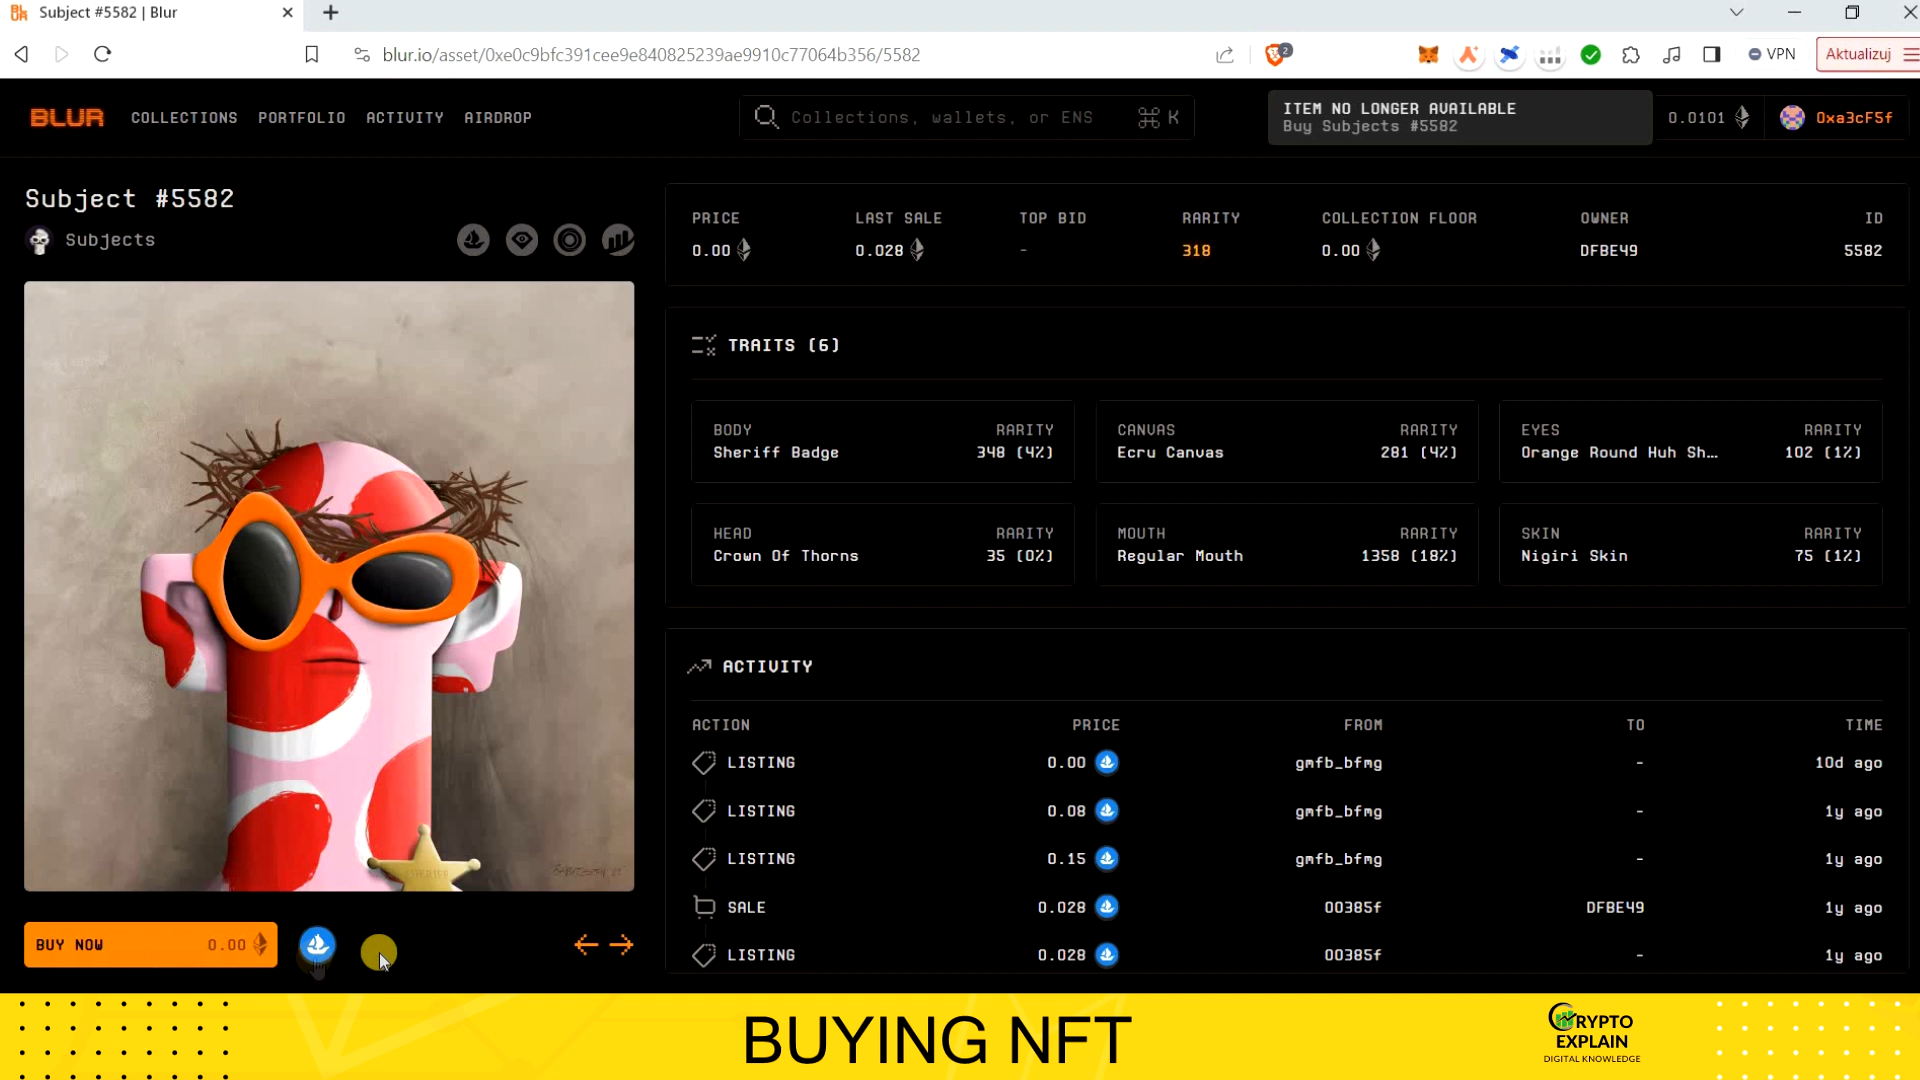 Subject #5582 | Blur
blur.io/asset/0xe0c9bfc391cee9e840825239ae9910c77064b356/5582
2
VPN
Aktualizuj
BLUR
COLLECTIONS
PORTFOLIO
ACTIVITY
AIRDROP
Collections, wallets, or ENS
⌘ K
ITEM NO LONGER AVAILABLE
Buy Subjects #5582
0.0101
0xa3cF5f
Subject #5582
Subjects
PRICE LAST SALE TOP BID RARITY COLLECTION FLOOR OWNER ID
0.00 0.028 - 318 0.00 DFBE49 5582
TRAITS (6)
BODY RARITY
Sheriff Badge 348 (4%)
CANVAS RARITY
Ecru Canvas 281 (4%)
EYES RARITY
Orange Round Huh Sh… 102 (1%)
HEAD RARITY
Crown Of Thorns 35 (0%)
MOUTH RARITY
Regular Mouth 1358 (18%)
SKIN RARITY
Nigiri Skin 75 (1%)
ACTIVITY
ACTION PRICE FROM TO TIME
LISTING 0.00 gmfb_bfmg - 10d ago
LISTING 0.08 gmfb_bfmg - 1y ago
LISTING 0.15 gmfb_bfmg - 1y ago
SALE 0.028 00385f DFBE49 1y ago
LISTING 0.028 00385f - 1y ago
SHERIFF
BUY NOW 0.00
BUYING NFT
CRYPTO
EXPLAIN
DIGITAL KNOWLEDGE